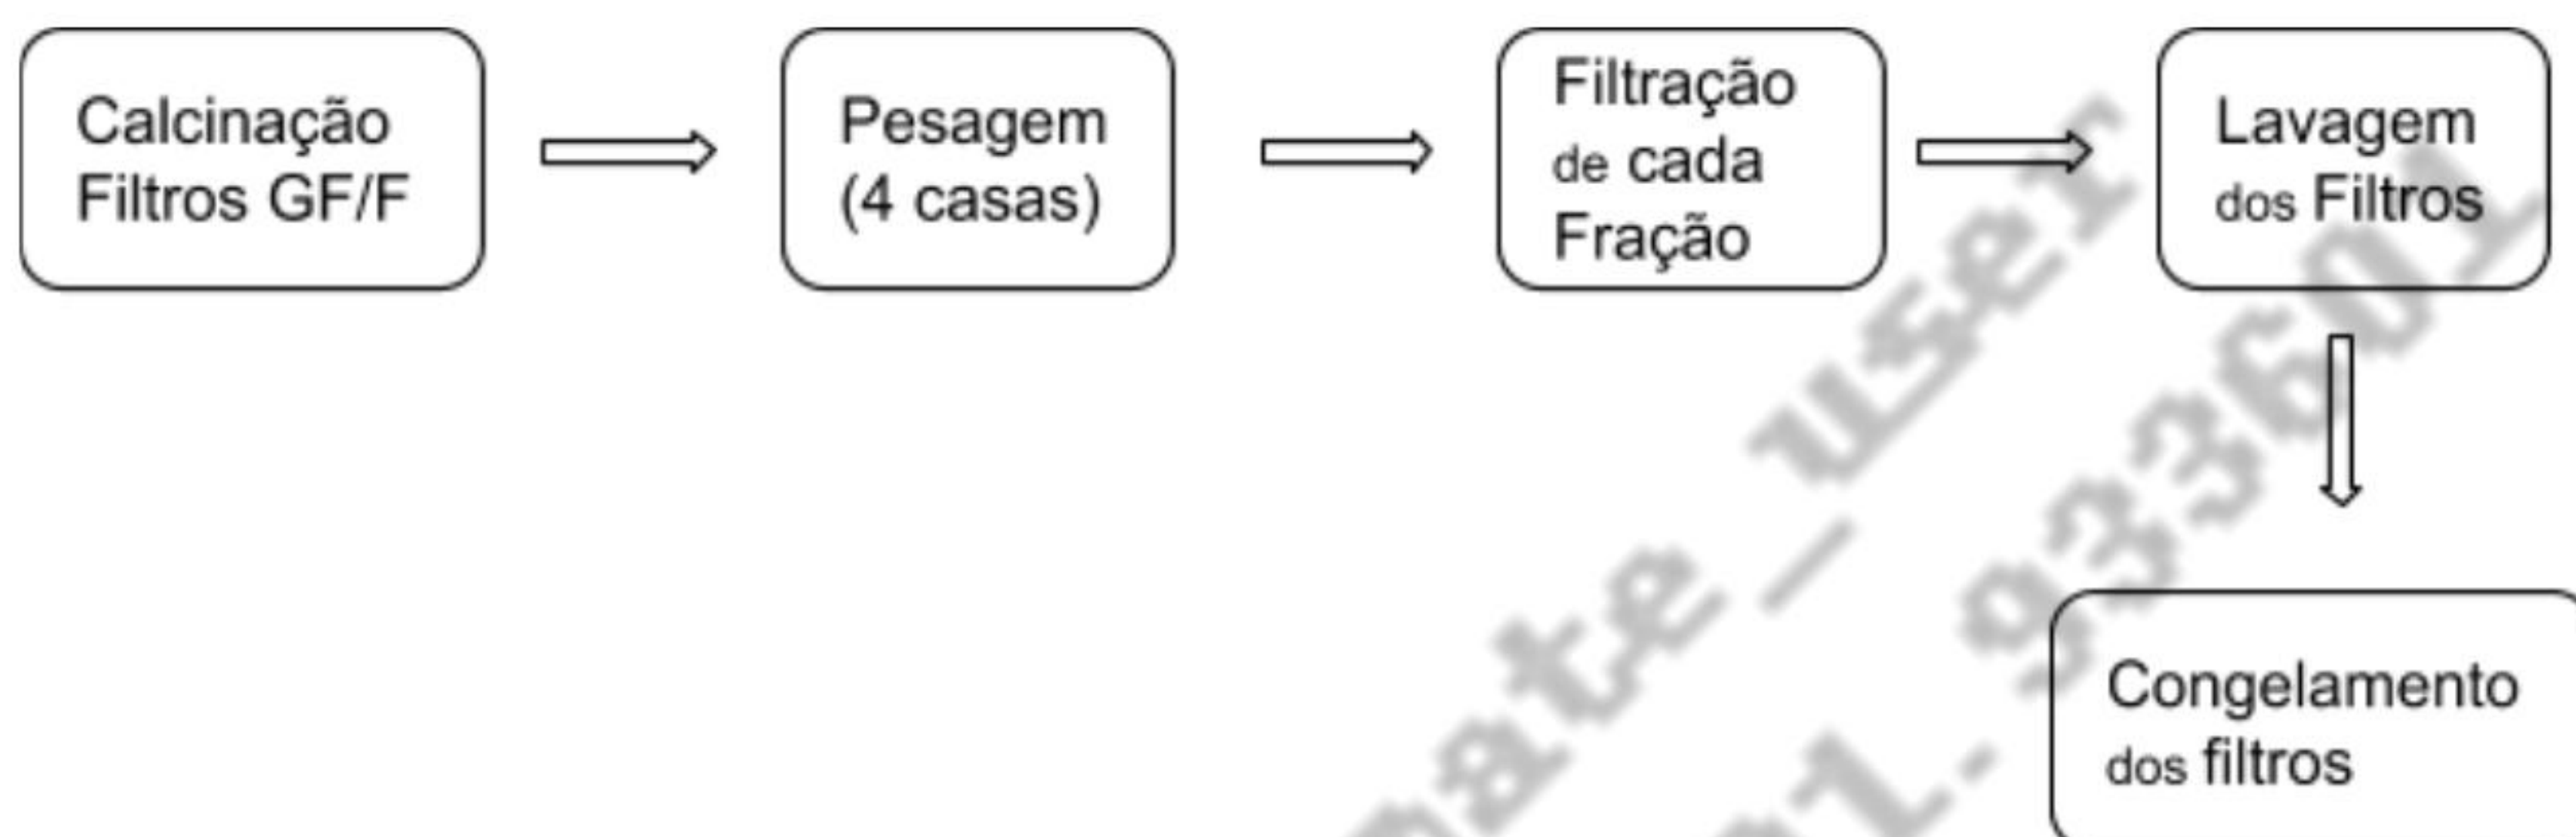 Calcinação
Filtros GF/F
Pesagem
(4 casas)
Filtração
de cada
Fração
Lavagem
dos Filtros
Congelamento
dos filtros